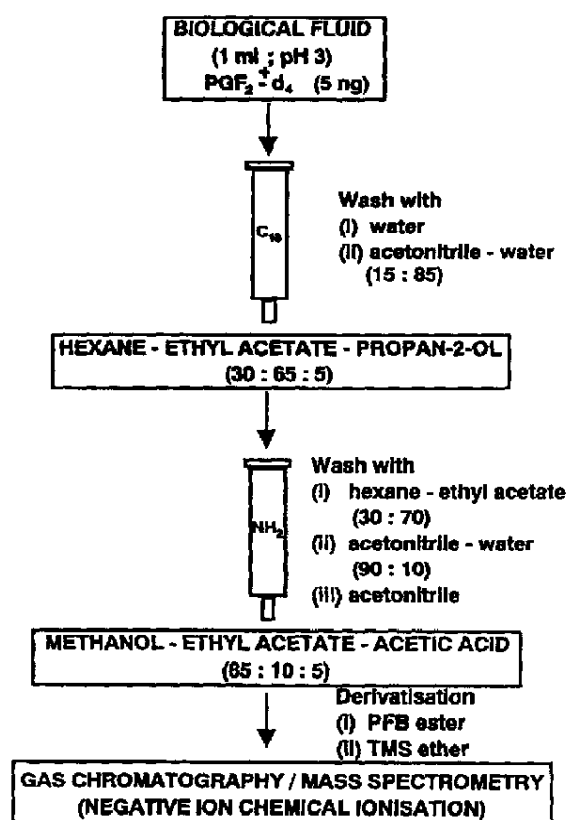 BIOLOGICAL FLUID
(1 ml ; pH 3)
+
PGF₂ - d₄ (5 ng)
C₁₈
Wash with
(i) water
(ii) acetonitrile - water
(15 : 85)
HEXANE - ETHYL ACETATE - PROPAN-2-OL
(30 : 65 : 5)
NH₂
Wash with
(i) hexane - ethyl acetate
(30 : 70)
(ii) acetonitrile - water
(90 : 10)
(iii) acetonitrile
METHANOL - ETHYL ACETATE - ACETIC ACID
(85 : 10 : 5)
Derivatisation
(i) PFB ester
(ii) TMS ether
GAS CHROMATOGRAPHY / MASS SPECTROMETRY
(NEGATIVE ION CHEMICAL IONISATION)